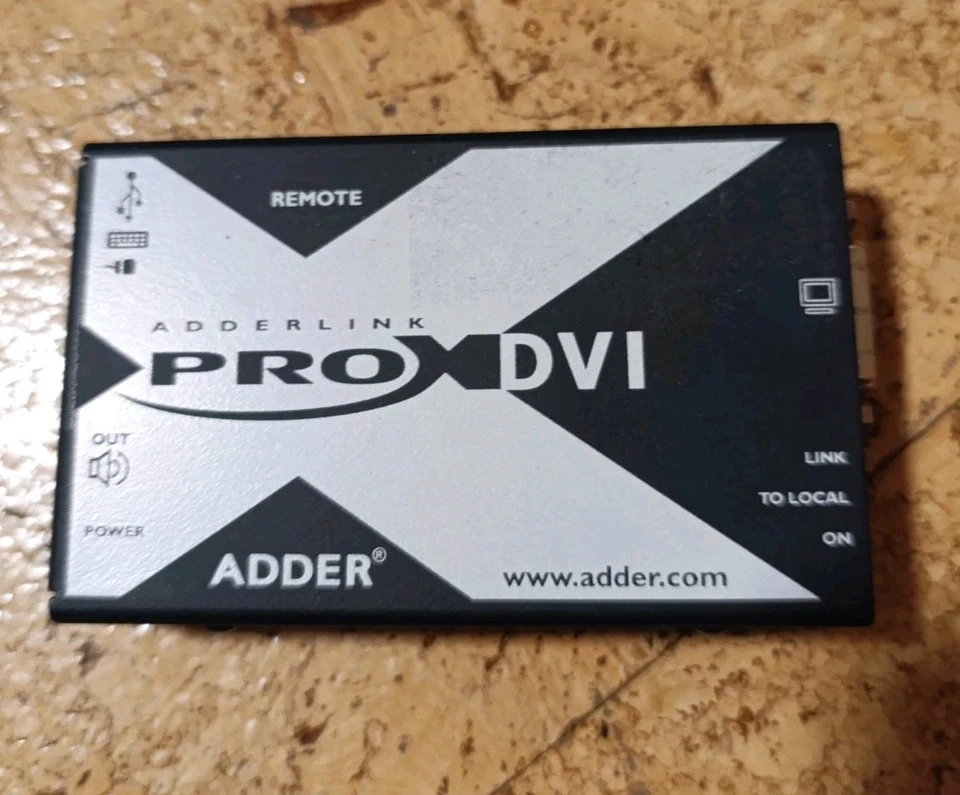 REMOTE
ADDERLINK
PROXDVI
OUT
POWER
LINK
TO LOCAL
ON
ADDER®
www.adder.com